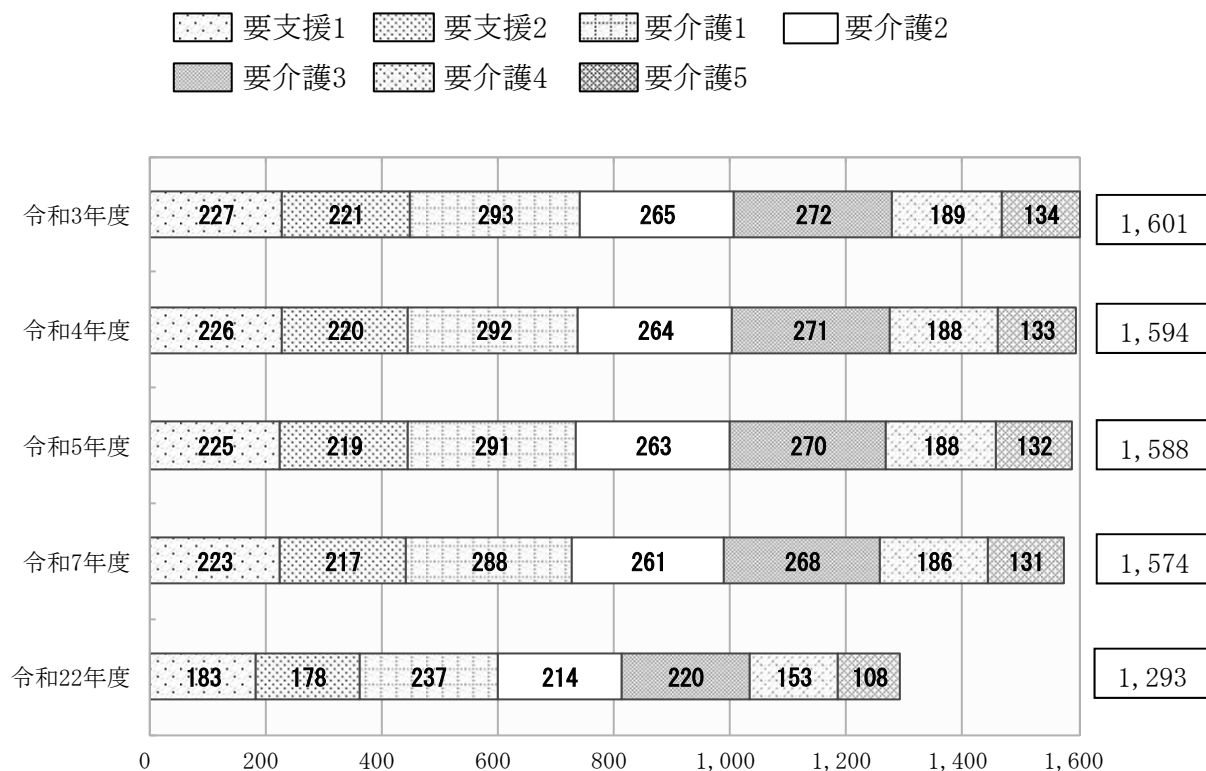 要支援1 要支援2 要介護1 要介護2
要介護3 要介護4 要介護5
令和3年度 227 221 293 265 272 189 134 1,601
令和4年度 226 220 292 264 271 188 133 1,594
令和5年度 225 219 291 263 270 188 132 1,588
令和7年度 223 217 288 261 268 186 131 1,574
令和22年度 183 178 237 214 220 153 108 1,293
0 200 400 600 800 1,000 1,200 1,400 1,600